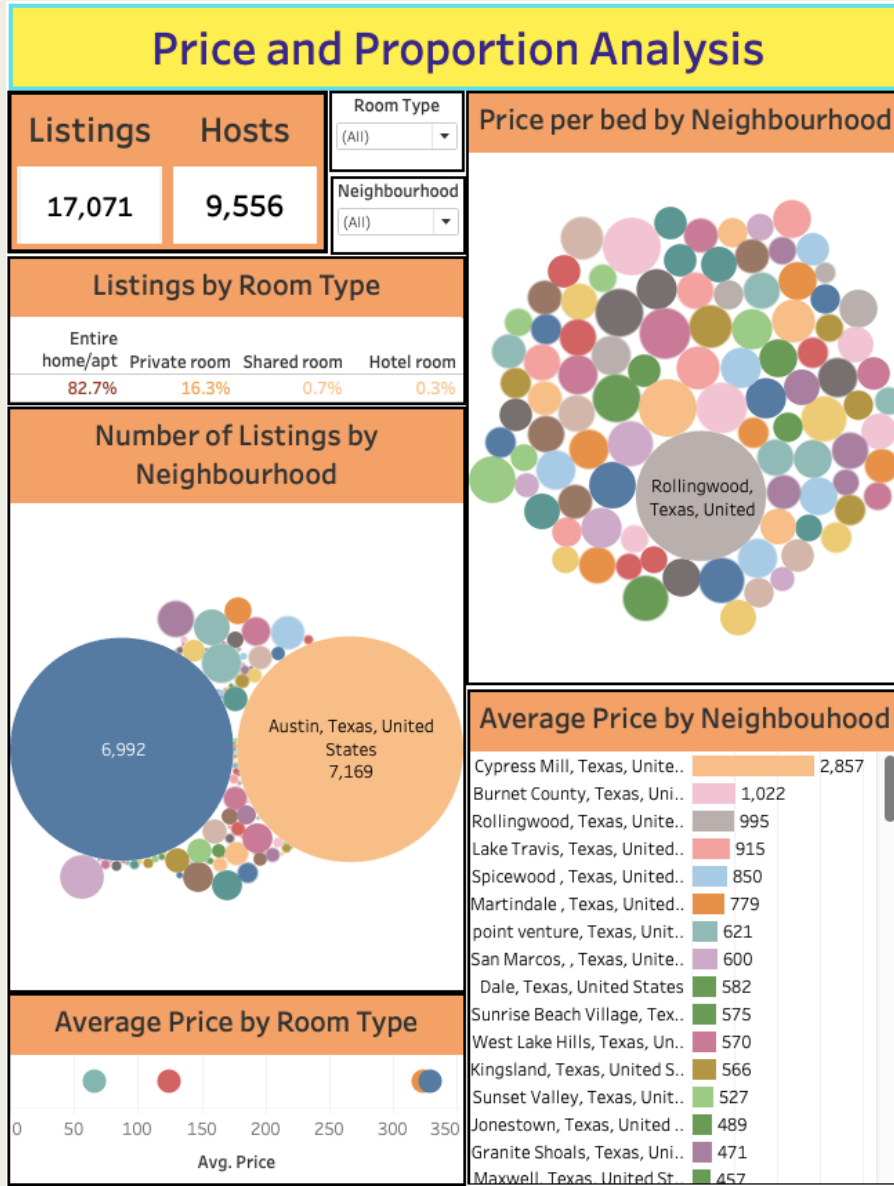 Price and Proportion Analysis
Listings
Hosts
17,071
9,556
Room Type
(All)
Neighbourhood
(All)
Listings by Room Type
Entire
home/apt Private room Shared room Hotel room
82.7% 16.3% 0.7% 0.3%
Number of Listings by
Neighbourhood
6,992
Austin, Texas, United
States
7,169
Average Price by Room Type
0 50 100 150 200 250 300 350
Avg. Price
Price per bed by Neighbourhood
Rollingwood,
Texas, United
Average Price by Neighbouhood
Cypress Mill, Texas, Unite.. 2,857
Burnet County, Texas, Uni.. 1,022
Rollingwood, Texas, Unite.. 995
Lake Travis, Texas, United.. 915
Spicewood , Texas, United.. 850
Martindale , Texas, United.. 779
point venture, Texas, Unit.. 621
San Marcos, , Texas, Unite.. 600
Dale, Texas, United States 582
Sunrise Beach Village, Tex.. 575
West Lake Hills, Texas, Un.. 570
Kingsland, Texas, United S.. 566
Sunset Valley, Texas, Unit.. 527
Jonestown, Texas, United .. 489
Granite Shoals, Texas, Uni.. 471
Maxwell, Texas, United St.. 457